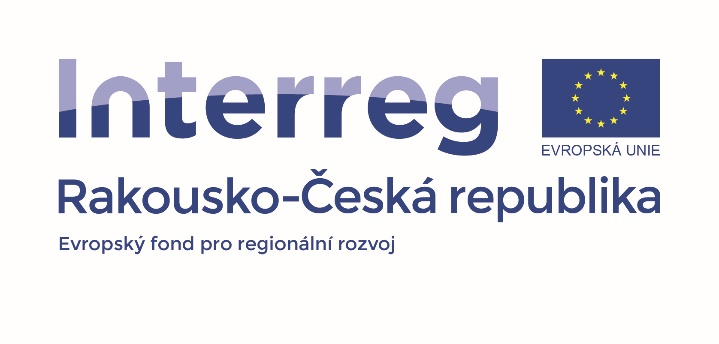 Interreg
EVROPSKÁ UNIE
Rakousko-Česká republika
Evropský fond pro regionální rozvoj